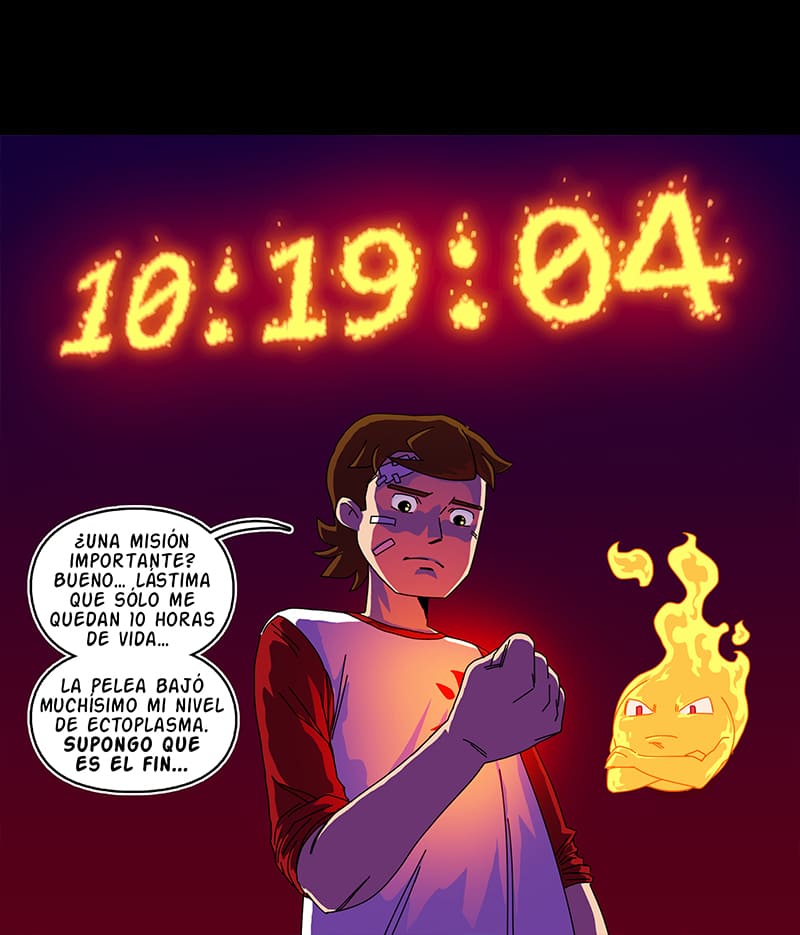 10:19:04
¿UNA MISIÓN
IMPORTANTE?
BUENO... LÁSTIMA
QUE SÓLO ME
QUEDAN 10 HORAS
DE VIDA...
LA PELEA BAJÓ
MUCHÍSIMO MI NIVEL
DE ECTOPLASMA.
SUPONGO QUE
ES EL FIN...